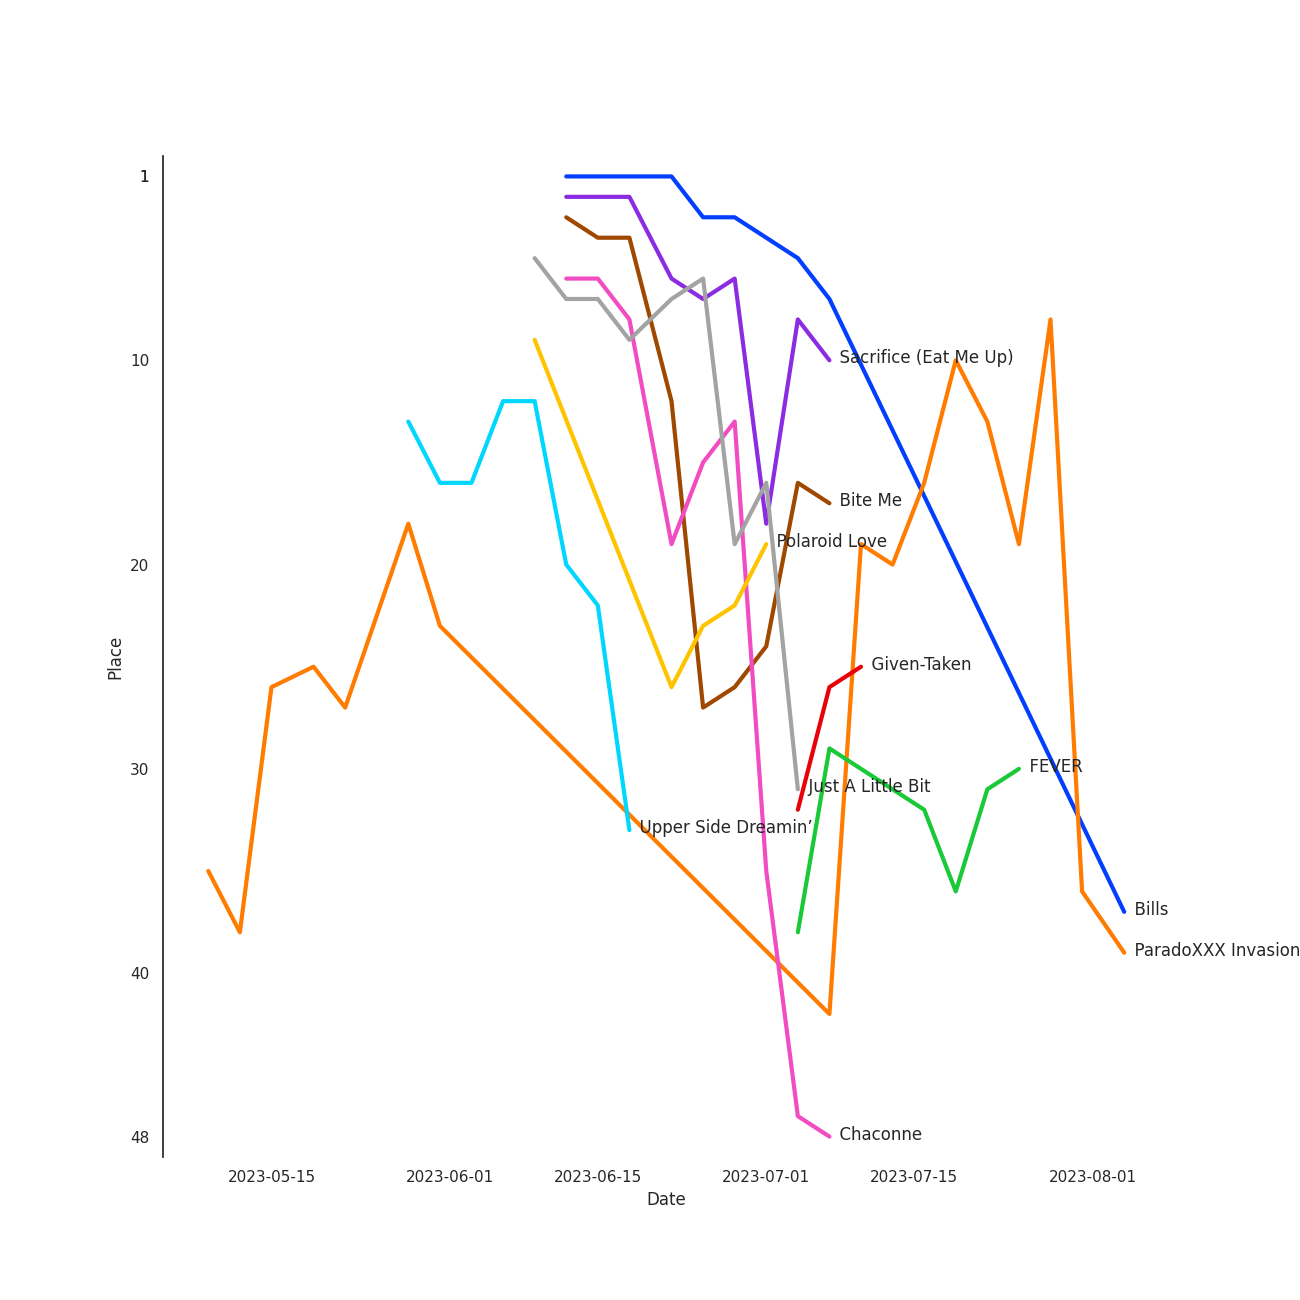 1
10
20
30
40
48
Place
Sacrifice (Eat Me Up)
Bite Me
Polaroid Love
Given-Taken
FEVER
Just A Little Bit
Upper Side Dreamin’
Bills
ParadoXXX Invasion
Chaconne
2023-05-15
2023-06-01
2023-06-15
2023-07-01
2023-07-15
2023-08-01
Date